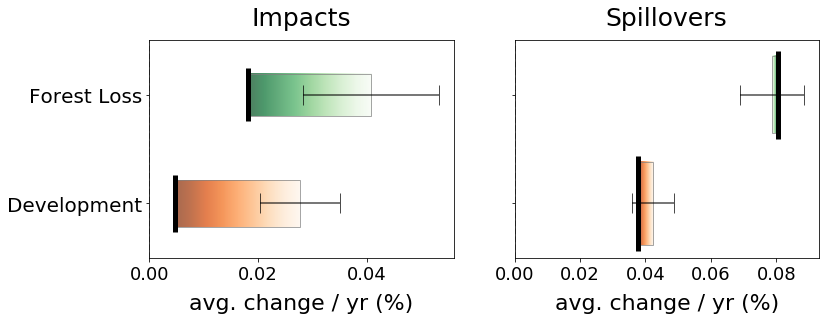 Impacts
Spillovers
Forest Loss
Development
0.00 0.02 0.04
0.00 0.02 0.04 0.06 0.08
avg. change / yr (%)
avg. change / yr (%)